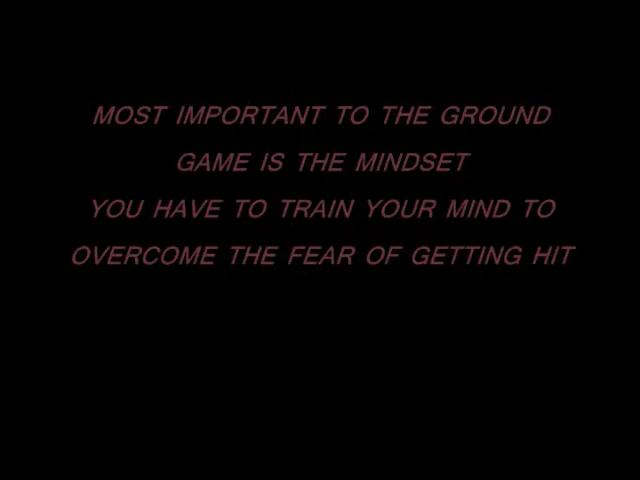 MOST IMPORTANT TO THE GROUND
GAME IS THE MINDSET
YOU HAVE TO TRAIN YOUR MIND TO
OVERCOME THE FEAR OF GETTING HIT